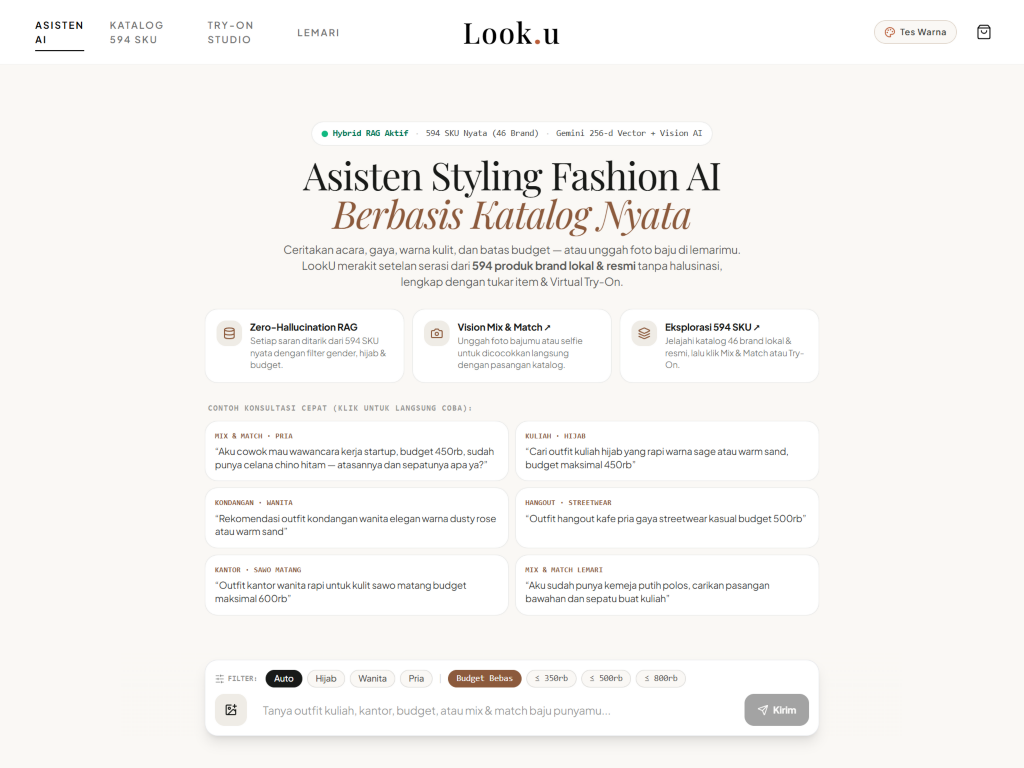 ASISTEN
AI
KATALOG
594 SKU
TRY-ON
STUDIO
LEMARI
Look.u
Tes Warna
Hybrid RAG Aktif · 594 SKU Nyata (46 Brand) · Gemini 256-d Vector + Vision AI
Asisten Styling Fashion AI
Berbasis Katalog Nyata
Ceritakan acara, gaya, warna kulit, dan batas budget — atau unggah foto baju di lemarimu.
LookU merakit setelan serasi dari 594 produk brand lokal & resmi tanpa halusinasi,
lengkap dengan tukar item & Virtual Try-On.
Zero-Hallucination RAG
Setiap saran ditarik dari 594 SKU
nyata dengan filter gender, hijab &
budget.
Vision Mix & Match ↗
Unggah foto bajumu atau selfie
untuk dicocokkan langsung
dengan pasangan katalog.
Eksplorasi 594 SKU ↗
Jelajahi katalog 46 brand lokal &
resmi, lalu klik Mix & Match atau Try-
On.
CONTOH KONSULTASI CEPAT (KLIK UNTUK LANGSUNG COBA):
MIX & MATCH · PRIA
“Aku cowok mau wawancara kerja startup, budget 450rb, sudah
punya celana chino hitam — atasannya dan sepatunya apa ya?”
KULIAH · HIJAB
“Cari outfit kuliah hijab yang rapi warna sage atau warm sand,
budget maksimal 450rb”
KONDANGAN · WANITA
“Rekomendasi outfit kondangan wanita elegan warna dusty rose
atau warm sand”
HANGOUT · STREETWEAR
“Outfit hangout kafe pria gaya streetwear kasual budget 500rb”
KANTOR · SAWO MATANG
“Outfit kantor wanita rapi untuk kulit sawo matang budget
maksimal 600rb”
MIX & MATCH LEMARI
“Aku sudah punya kemeja putih polos, carikan pasangan
bawahan dan sepatu buat kuliah”
FILTER: Auto Hijab Wanita Pria Budget Bebas ≤ 350rb ≤ 500rb ≤ 800rb
Tanya outfit kuliah, kantor, budget, atau mix & match baju punyamu...
Kirim